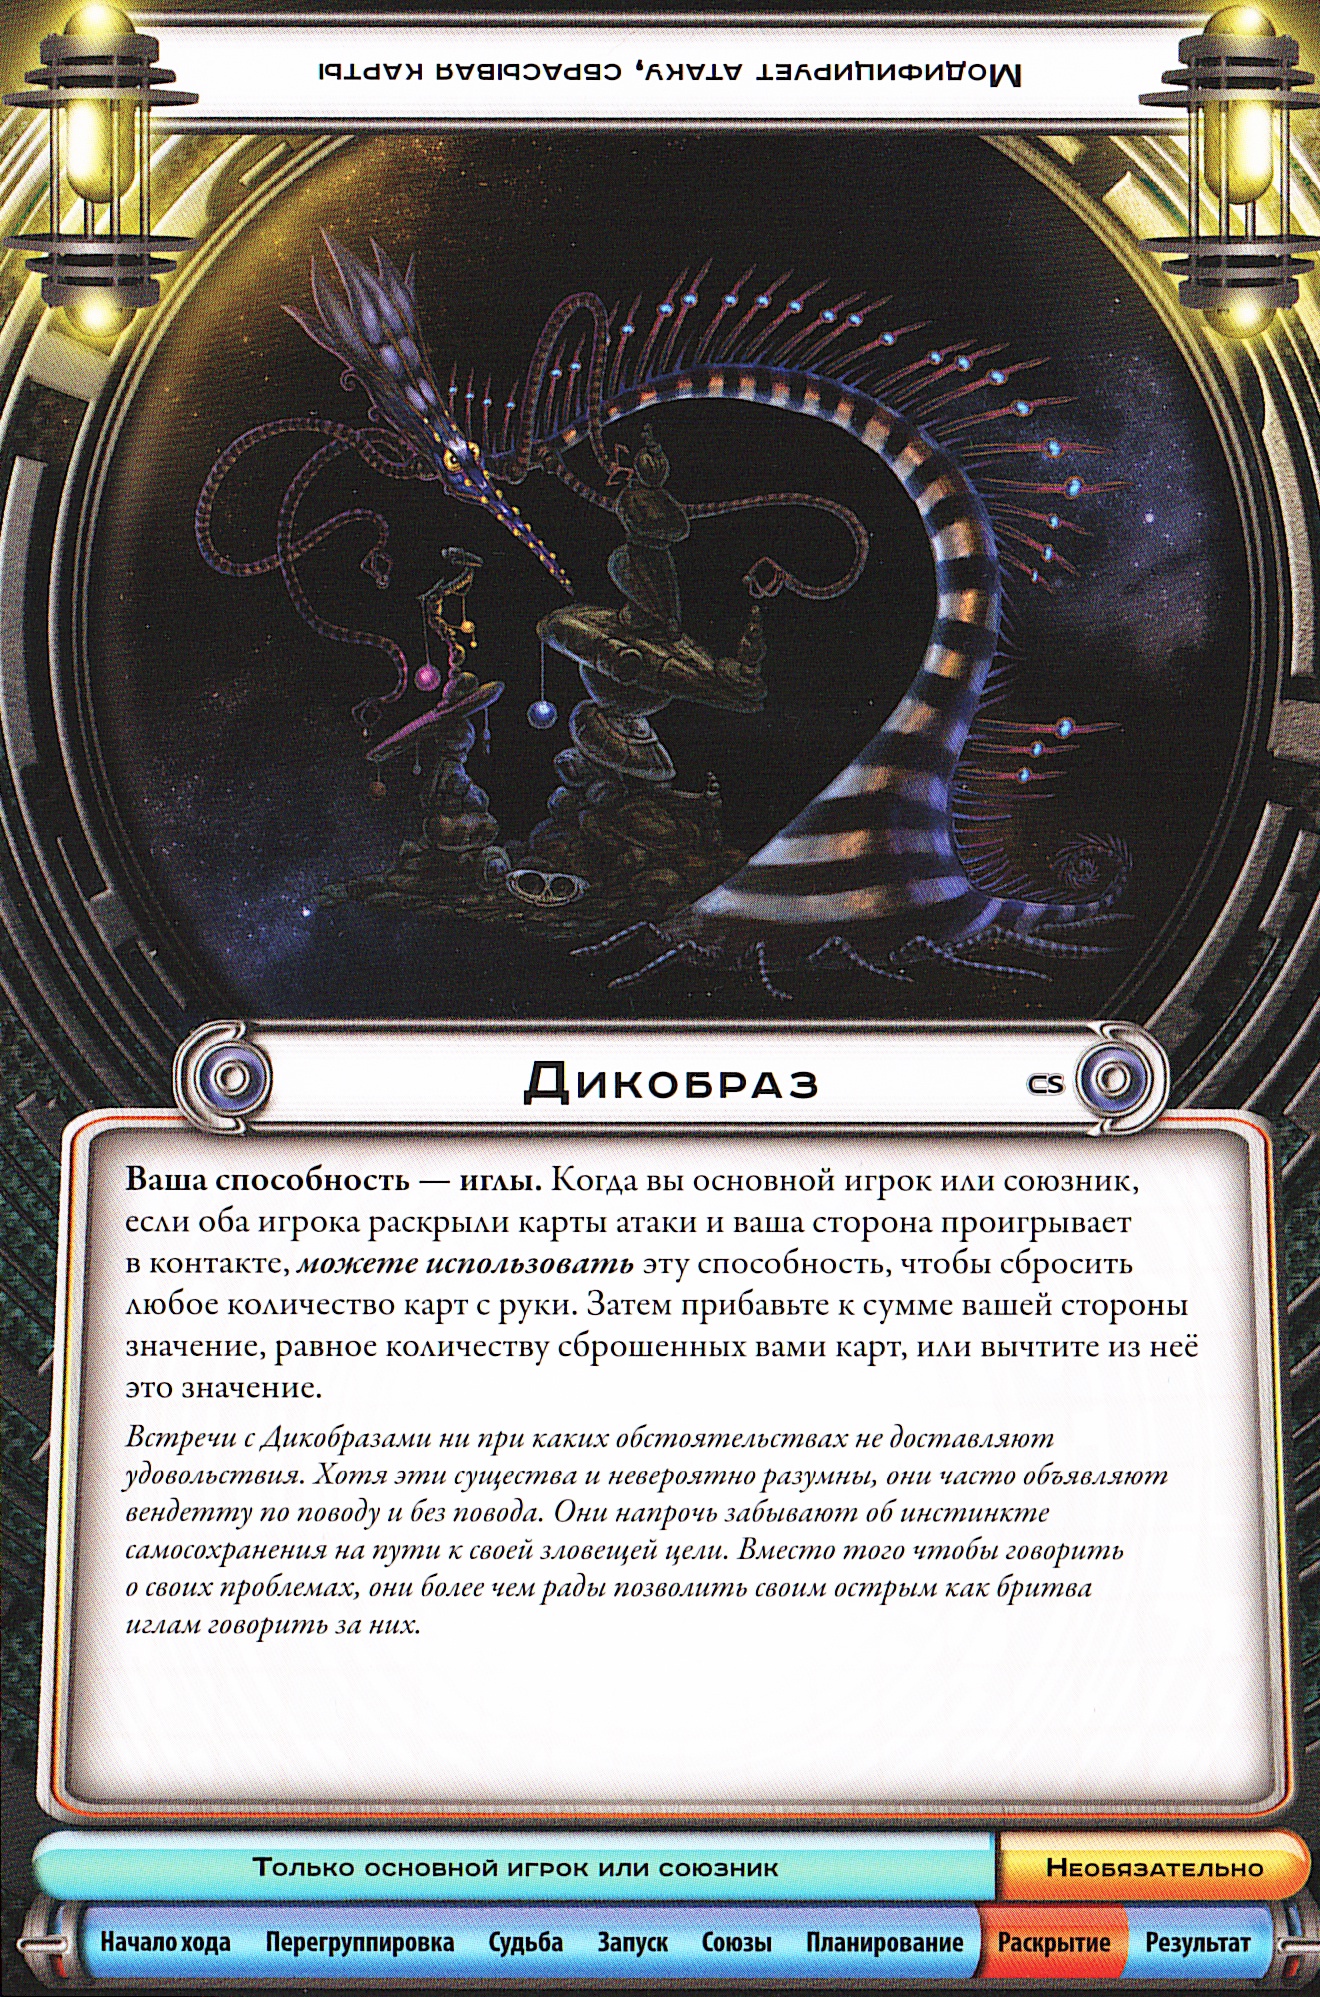 Модифицирует атаку, сбрасывая карты
Дикобраз
CS
Ваша способность — иглы. Когда вы основной игрок или союзник,
если оба игрока раскрыли карты атаки и ваша сторона проигрывает
в контакте, можете использовать эту способность, чтобы сбросить
любое количество карт с руки. Затем прибавьте к сумме вашей стороны
значение, равное количеству сброшенных вами карт, или вычтите из неё
это значение.
Встречи с Дикобразами ни при каких обстоятельствах не доставляют
удовольствия. Хотя эти существа и невероятно разумны, они часто объявляют
вендетту по поводу и без повода. Они напрочь забывают об инстинкте
самосохранения на пути к своей зловещей цели. Вместо того чтобы говорить
о своих проблемах, они более чем рады позволить своим острым как бритва
иглам говорить за них.
Только основной игрок или союзник
Необязательно
Начало хода Перегруппировка Судьба Запуск Союзы Планирование Раскрытие Результат